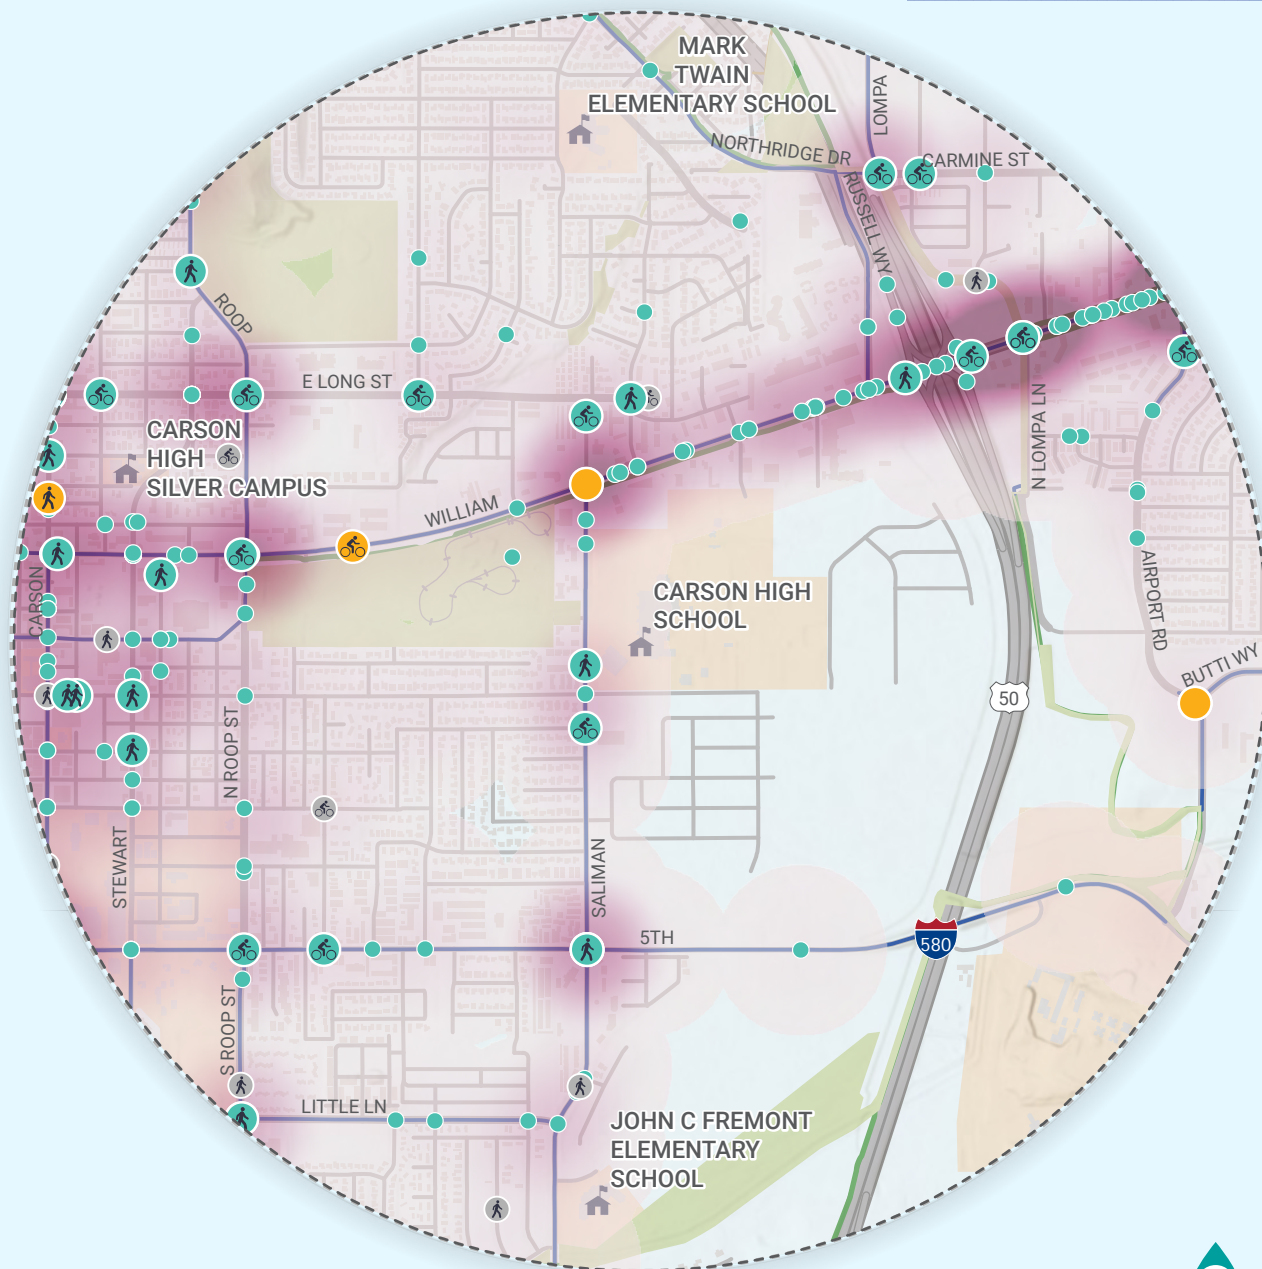 MARK
TWAIN
ELEMENTARY SCHOOL
LOMPA
NORTHRIDGE DR
CARMINE ST
RUSSELL WY
ROOP
E LONG ST
CARSON
HIGH
SILVER CAMPUS
N LOMPA LN
WILLIAM
CARSON
CARSON HIGH
SCHOOL
AIRPORT RD
BUTTI WY
50
N ROOP ST
STEWART
SALIMAN
5TH
580
S ROOP ST
LITTLE LN
JOHN C FREMONT
ELEMENTARY
SCHOOL